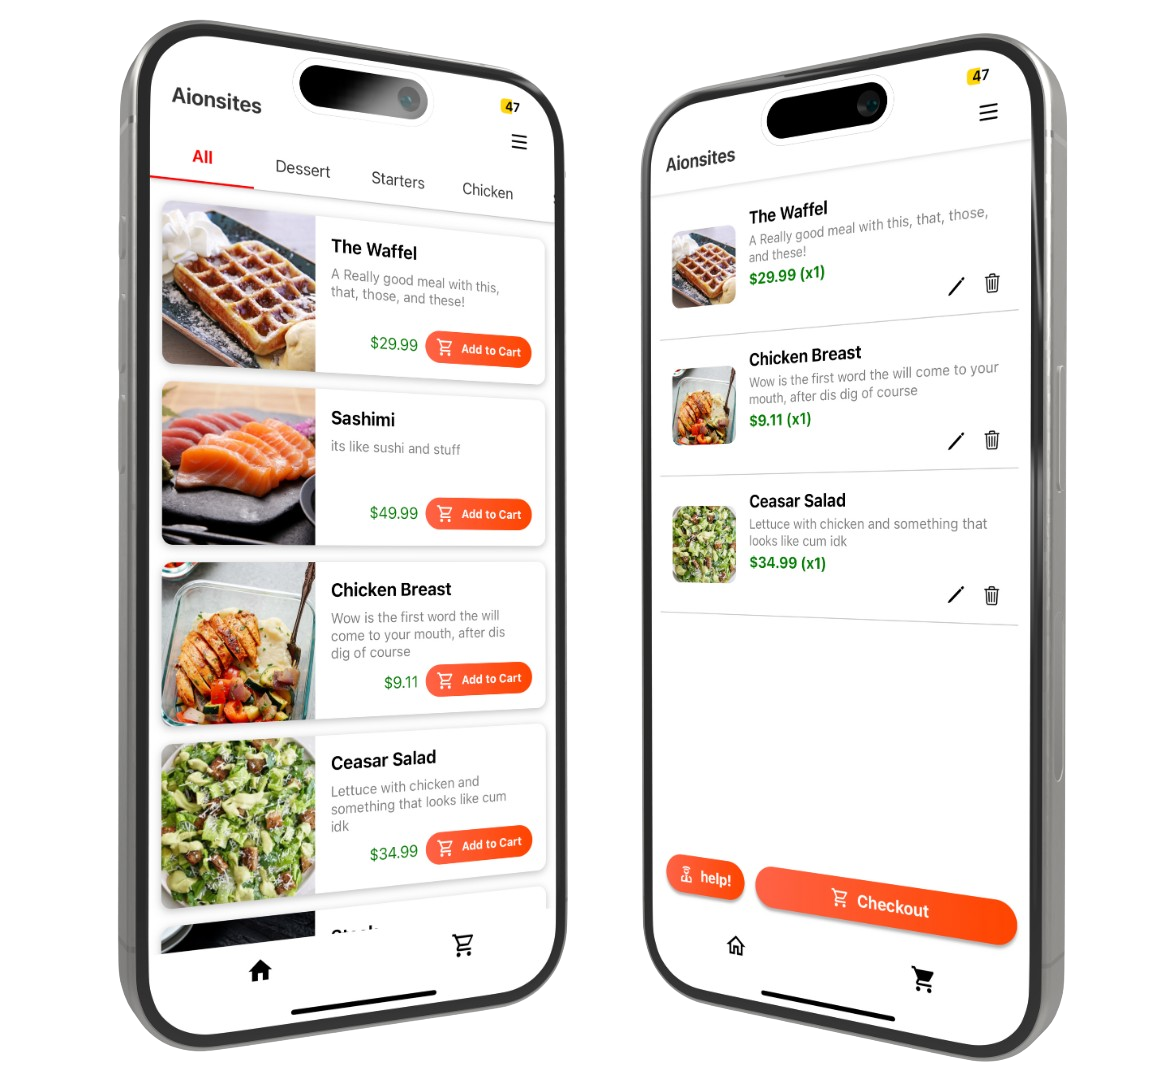 Aionsites
47
All
Dessert
Starters
Chicken
The Waffel
A Really good meal with this,
that, those, and these!
$29.99
Add to Cart
Sashimi
its like sushi and stuff
$49.99
Add to Cart
Chicken Breast
Wow is the first word the will
come to your mouth, after dis
dig of course
$9.11
Add to Cart
Ceasar Salad
Lettuce with chicken and
something that looks like cum
idk
$34.99
Add to Cart
47
Aionsites
The Waffel
A Really good meal with this, that, those,
and these!
$29.99 (x1)
Chicken Breast
Wow is the first word the will come to your
mouth, after dis dig of course
$9.11 (x1)
Ceasar Salad
Lettuce with chicken and something that
looks like cum idk
$34.99 (x1)
help!
Checkout